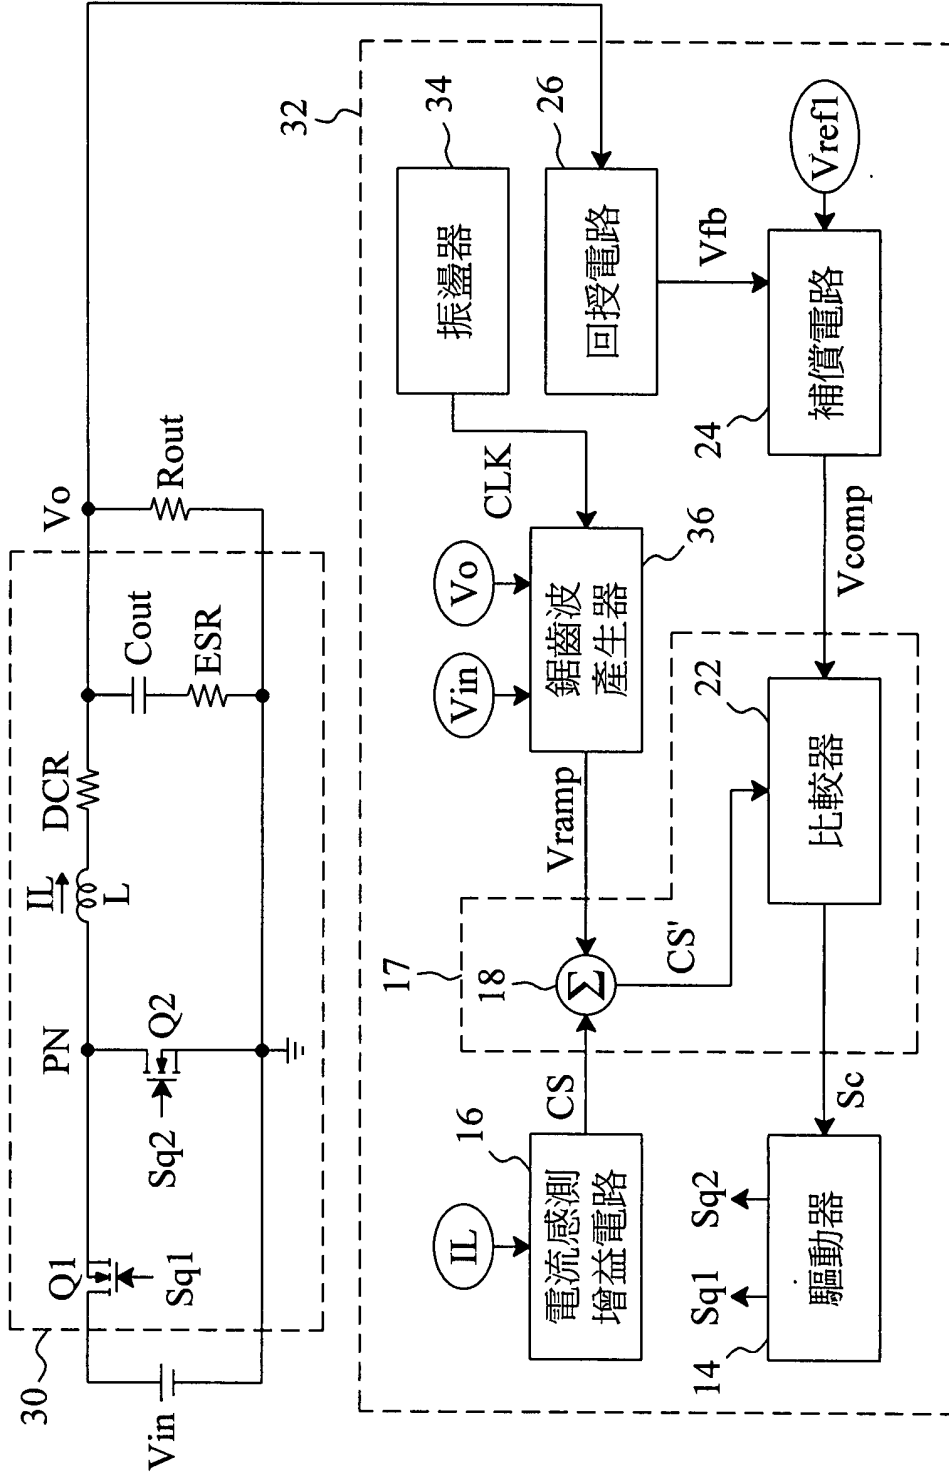 30
Vin
Q1
Sq1
PN
Sq2
Q2
IL
L
DCR
Cout
ESR
Vo
Rout
32
IL
16
電流感測
增益電路
CS
17
18
Σ
CS'
Vramp
Vin
Vo
鋸齒波
產生器
36
CLK
振盪器
34
回授電路
26
Vfb
14
驅動器
Sq1
Sq2
Sc
比較器
22
Vcomp
補償電路
24
Vref1